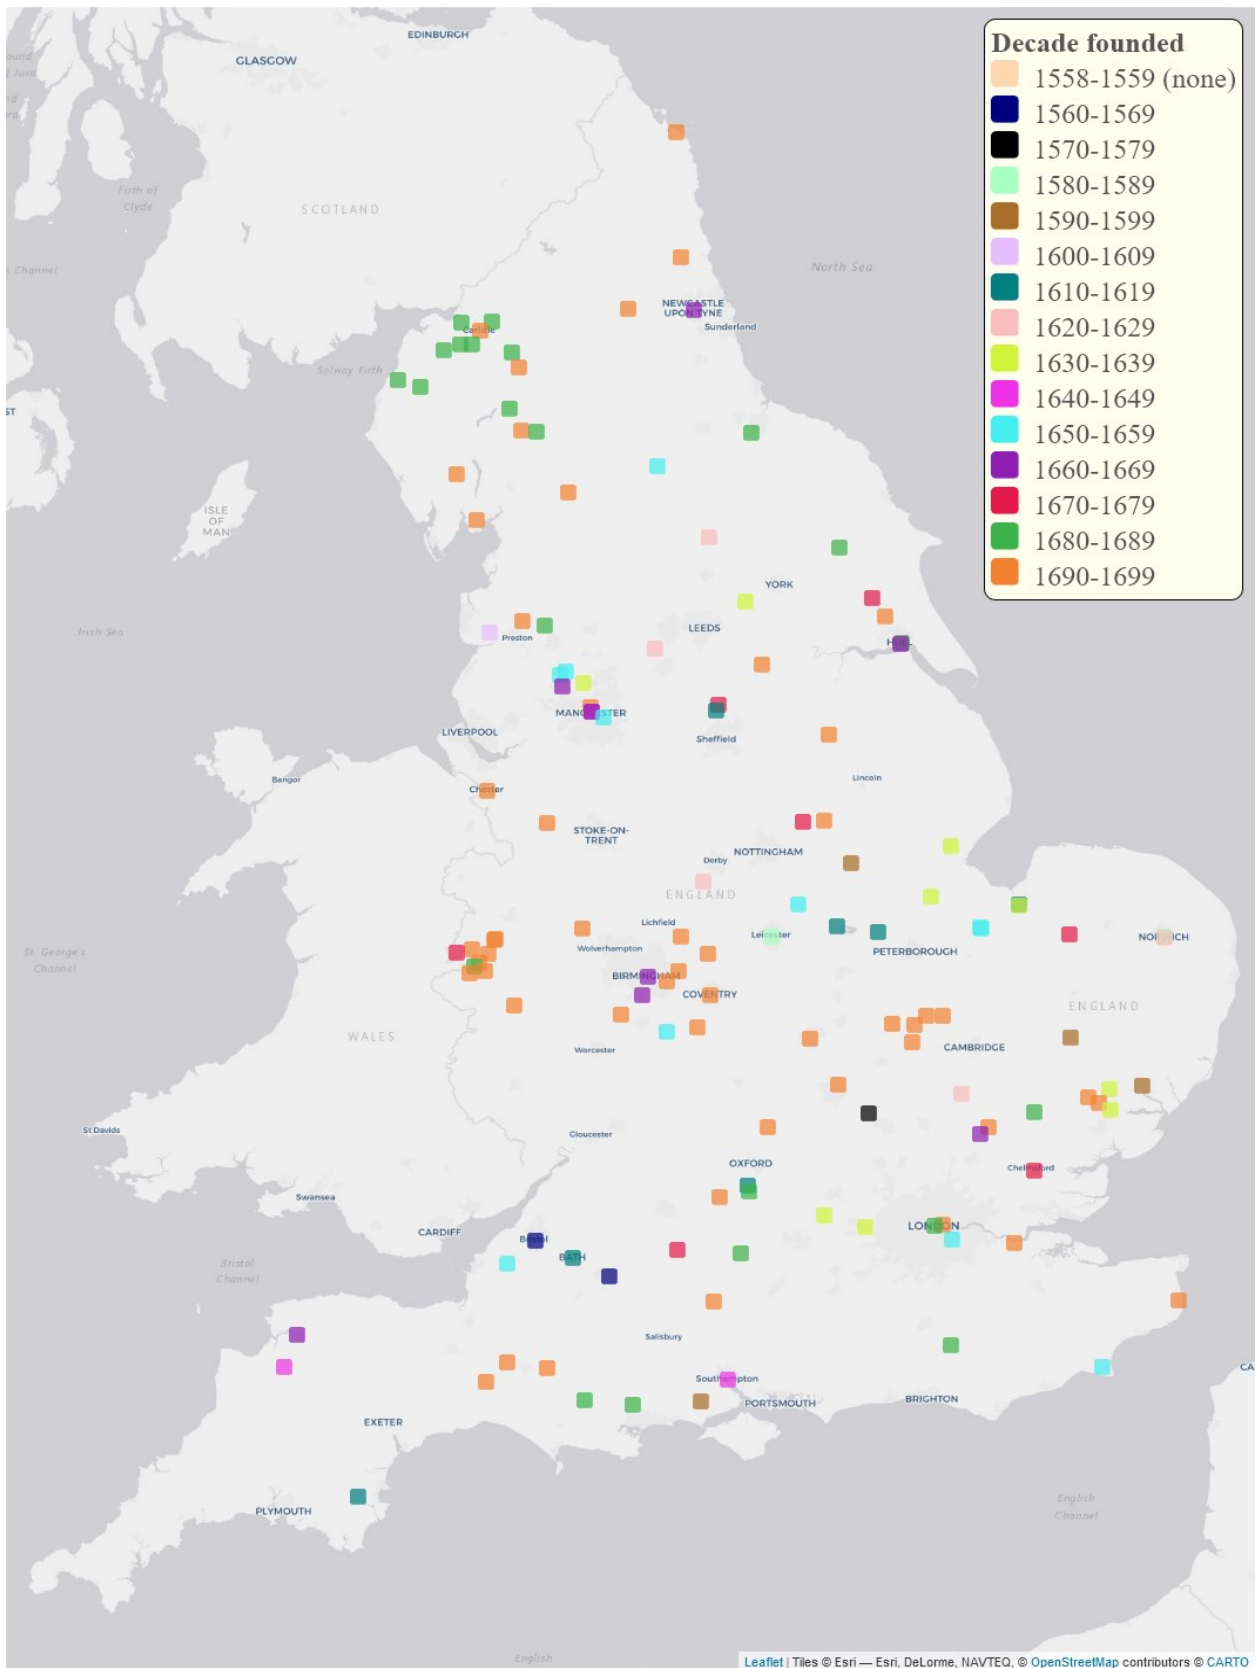 EDINBURGH
GLASGOW
Decade founded
1558-1559 (none)
1560-1569
1570-1579
1580-1589
1590-1599
1600-1609
1610-1619
1620-1629
1630-1639
1640-1649
1650-1659
1660-1669
1670-1679
1680-1689
1690-1699
Firth of
Clyde
SCOTLAND
Channel
North Sea
NEWCASTLE
UPON TYNE
Sunderland
Carlisle
Solway Firth
ST
ISLE
OF
MAN
YORK
Irish Sea
LEEDS
Preston
HULL
MANCHESTER
LIVERPOOL
Sheffield
Bangor
Lincoln
Chester
STOKE-ON-
TRENT
NOTTINGHAM
Derby
ENGLAND
Lichfield
Leicester
NORWICH
St. George's
Channel
Wolverhampton
PETERBOROUGH
BIRMINGHAM
COVENTRY
ENGLAND
WALES
Worcester
CAMBRIDGE
St Davids
Gloucester
OXFORD
Chelmsford
Swansea
CARDIFF
LONDON
Bristol
BATH
Bristol
Channel
Salisbury
CA
Southampton
PORTSMOUTH
BRIGHTON
EXETER
PLYMOUTH
English
Channel
English
Leaflet | Tiles © Esri — Esri, DeLorme, NAVTEQ, © OpenStreetMap contributors © CARTO